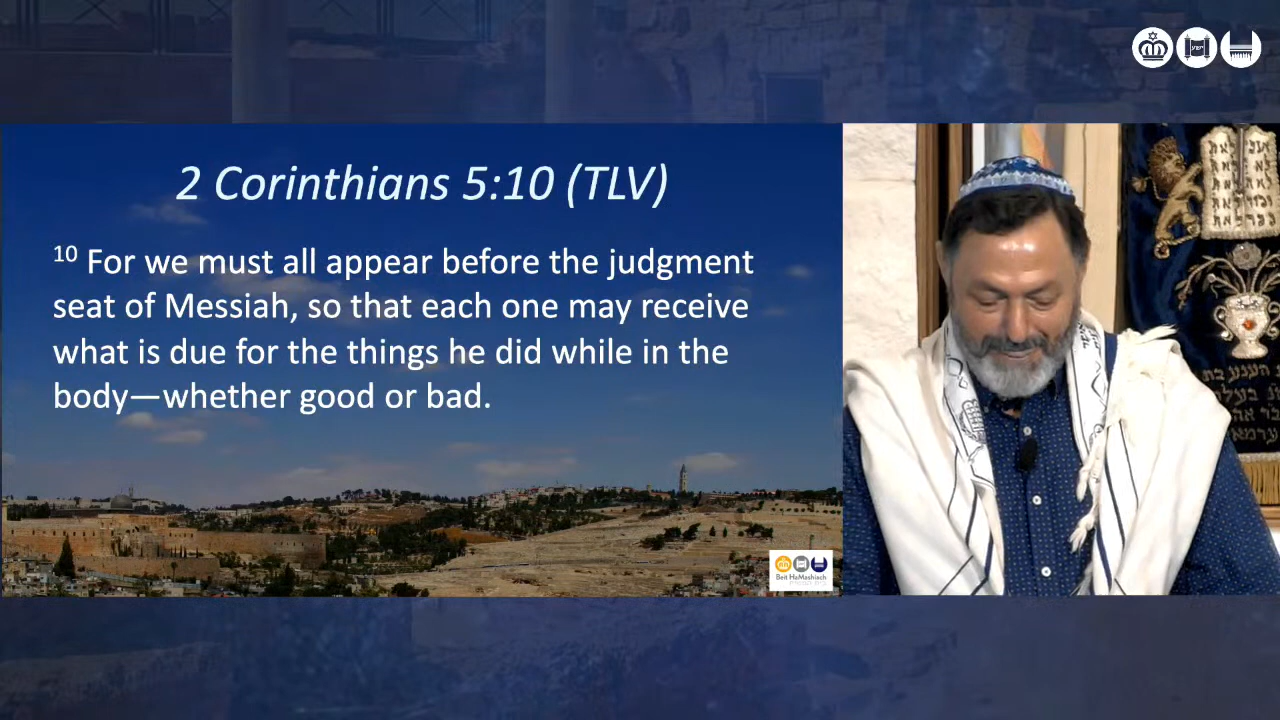 2 Corinthians 5:10 (TLV)
10 For we must all appear before the judgment
seat of Messiah, so that each one may receive
what is due for the things he did while in the
body—whether good or bad.
Beit HaMashiach